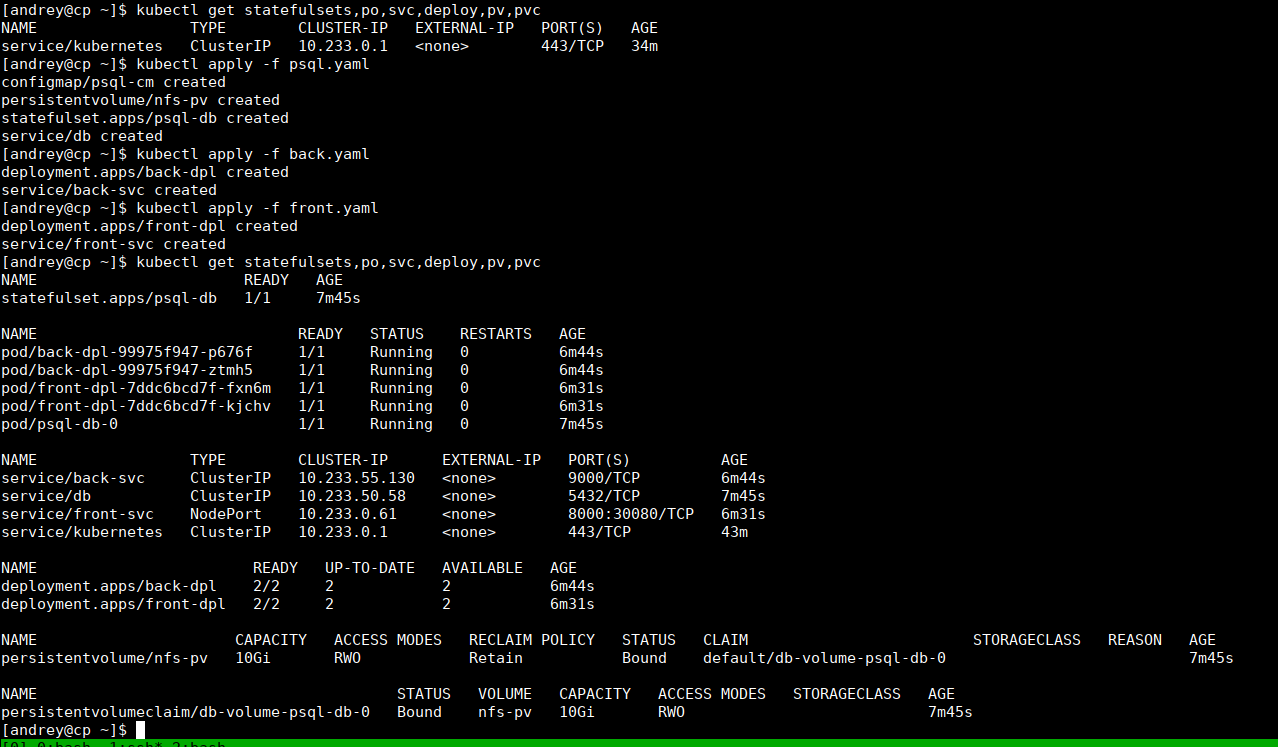 [andrey@cp ~]$ kubectl get statefulsets,po,svc,deploy,pv,pvc
NAME                 TYPE        CLUSTER-IP   EXTERNAL-IP   PORT(S)   AGE
service/kubernetes   ClusterIP   10.233.0.1   <none>        443/TCP   34m
[andrey@cp ~]$ kubectl apply -f psql.yaml
configmap/psql-cm created
persistentvolume/nfs-pv created
statefulset.apps/psql-db created
service/db created
[andrey@cp ~]$ kubectl apply -f back.yaml
deployment.apps/back-dpl created
service/back-svc created
[andrey@cp ~]$ kubectl apply -f front.yaml
deployment.apps/front-dpl created
service/front-svc created
[andrey@cp ~]$ kubectl get statefulsets,po,svc,deploy,pv,pvc
NAME                       READY   AGE
statefulset.apps/psql-db   1/1     7m45s
NAME                             READY   STATUS    RESTARTS   AGE
pod/back-dpl-99975f947-p676f     1/1     Running   0          6m44s
pod/back-dpl-99975f947-ztmh5     1/1     Running   0          6m44s
pod/front-dpl-7ddc6bcd7f-fxn6m   1/1     Running   0          6m31s
pod/front-dpl-7ddc6bcd7f-kjchv   1/1     Running   0          6m31s
pod/psql-db-0                    1/1     Running   0          7m45s
NAME                 TYPE        CLUSTER-IP      EXTERNAL-IP   PORT(S)          AGE
service/back-svc     ClusterIP   10.233.55.130   <none>        9000/TCP         6m44s
service/db           ClusterIP   10.233.50.58    <none>        5432/TCP         7m45s
service/front-svc    NodePort    10.233.0.61     <none>        8000:30080/TCP   6m31s
service/kubernetes   ClusterIP   10.233.0.1      <none>        443/TCP          43m
NAME                        READY   UP-TO-DATE   AVAILABLE   AGE
deployment.apps/back-dpl    2/2     2            2           6m44s
deployment.apps/front-dpl   2/2     2            2           6m31s
NAME                      CAPACITY   ACCESS MODES   RECLAIM POLICY   STATUS   CLAIM                         STORAGECLASS   REASON   AGE
persistentvolume/nfs-pv   10Gi       RWO            Retain           Bound    default/db-volume-psql-db-0                           7m45s
NAME                                        STATUS   VOLUME   CAPACITY   ACCESS MODES   STORAGECLASS   AGE
persistentvolumeclaim/db-volume-psql-db-0   Bound    nfs-pv   10Gi       RWO                           7m45s
[andrey@cp ~]$